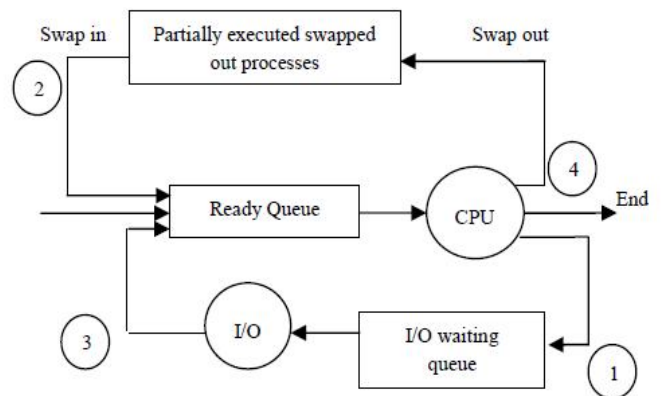 Swap in
Partially executed swapped
out processes
Swap out
2
4
Ready Queue
CPU
End
3
I/O
I/O waiting
queue
1